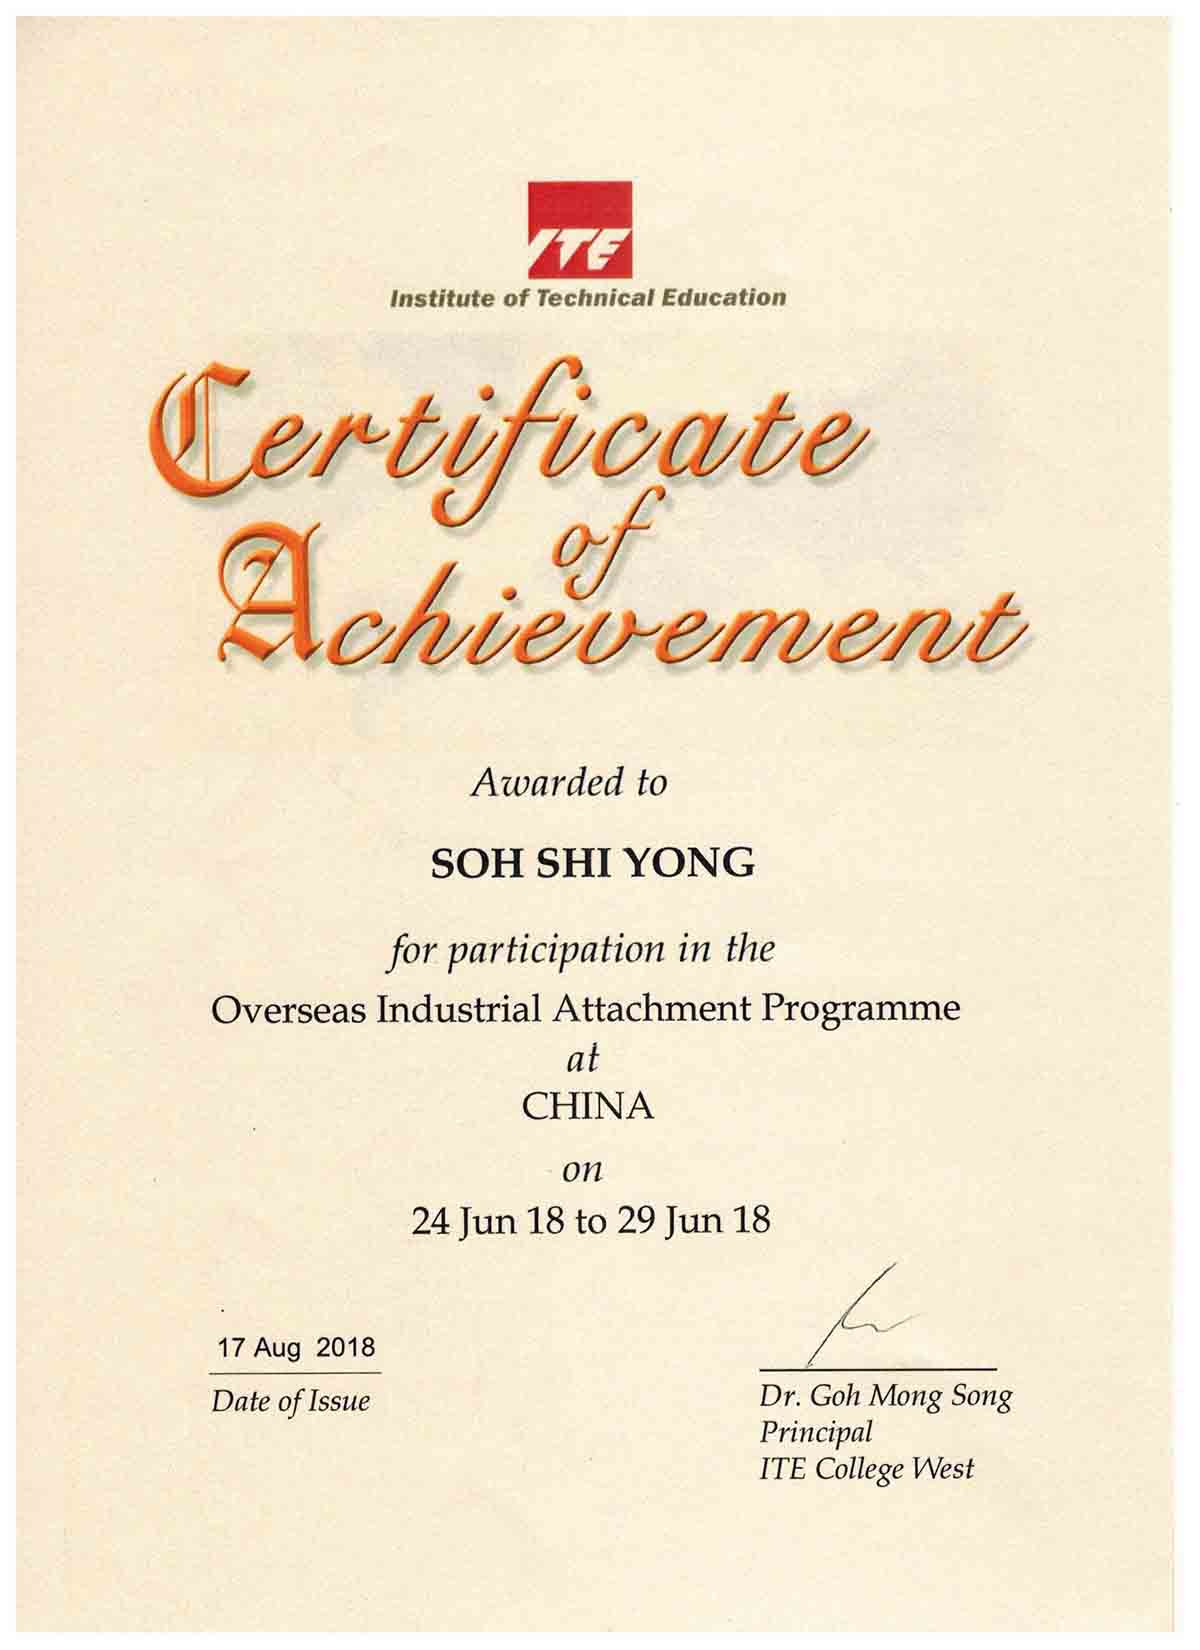 ITE
Institute of Technical Education
Certificate
of
Achievement
Awarded to
SOH SHI YONG
for participation in the
Overseas Industrial Attachment Programme
at
CHINA
on
24 Jun 18 to 29 Jun 18
17 Aug 2018
Date of Issue
Dr. Goh Mong Song
Principal
ITE College West